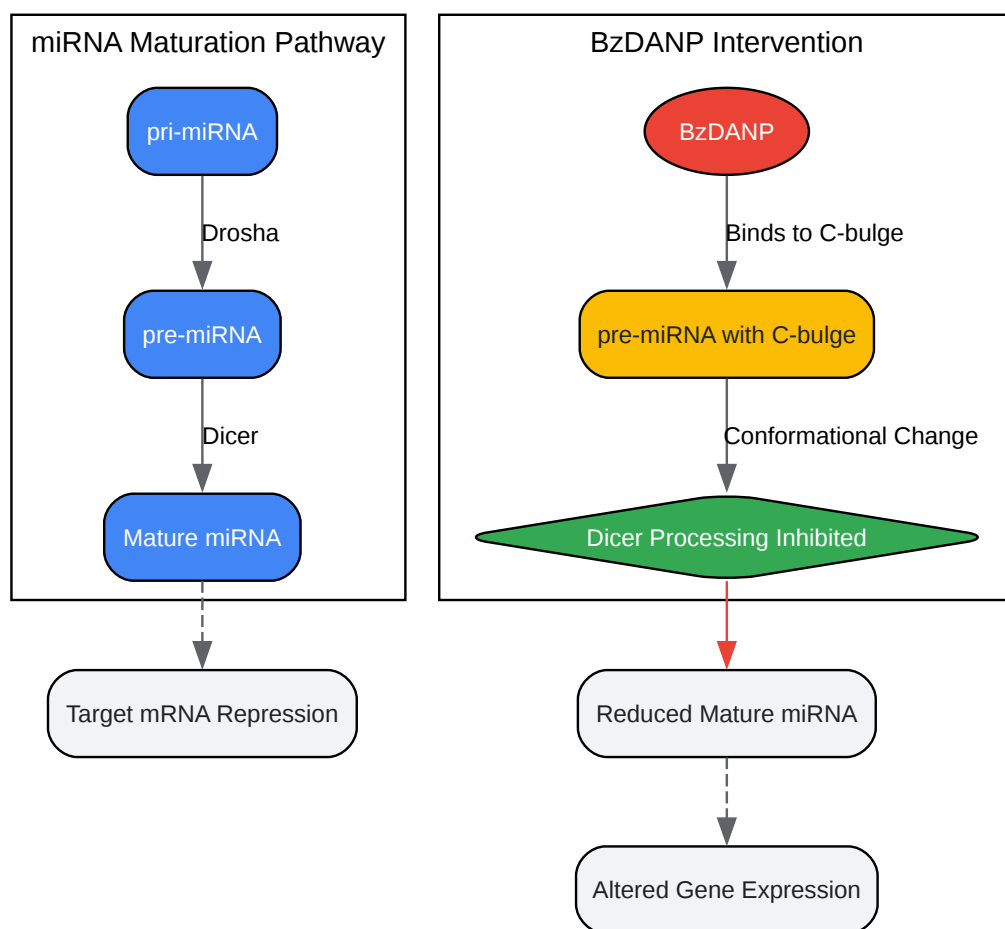 miRNA Maturation Pathway
pri-miRNA
Drosha
pre-miRNA
Dicer
Mature miRNA
Target mRNA Repression
BzDANP Intervention
BzDANP
Binds to C-bulge
pre-miRNA with C-bulge
Conformational Change
Dicer Processing Inhibited
Reduced Mature miRNA
Altered Gene Expression